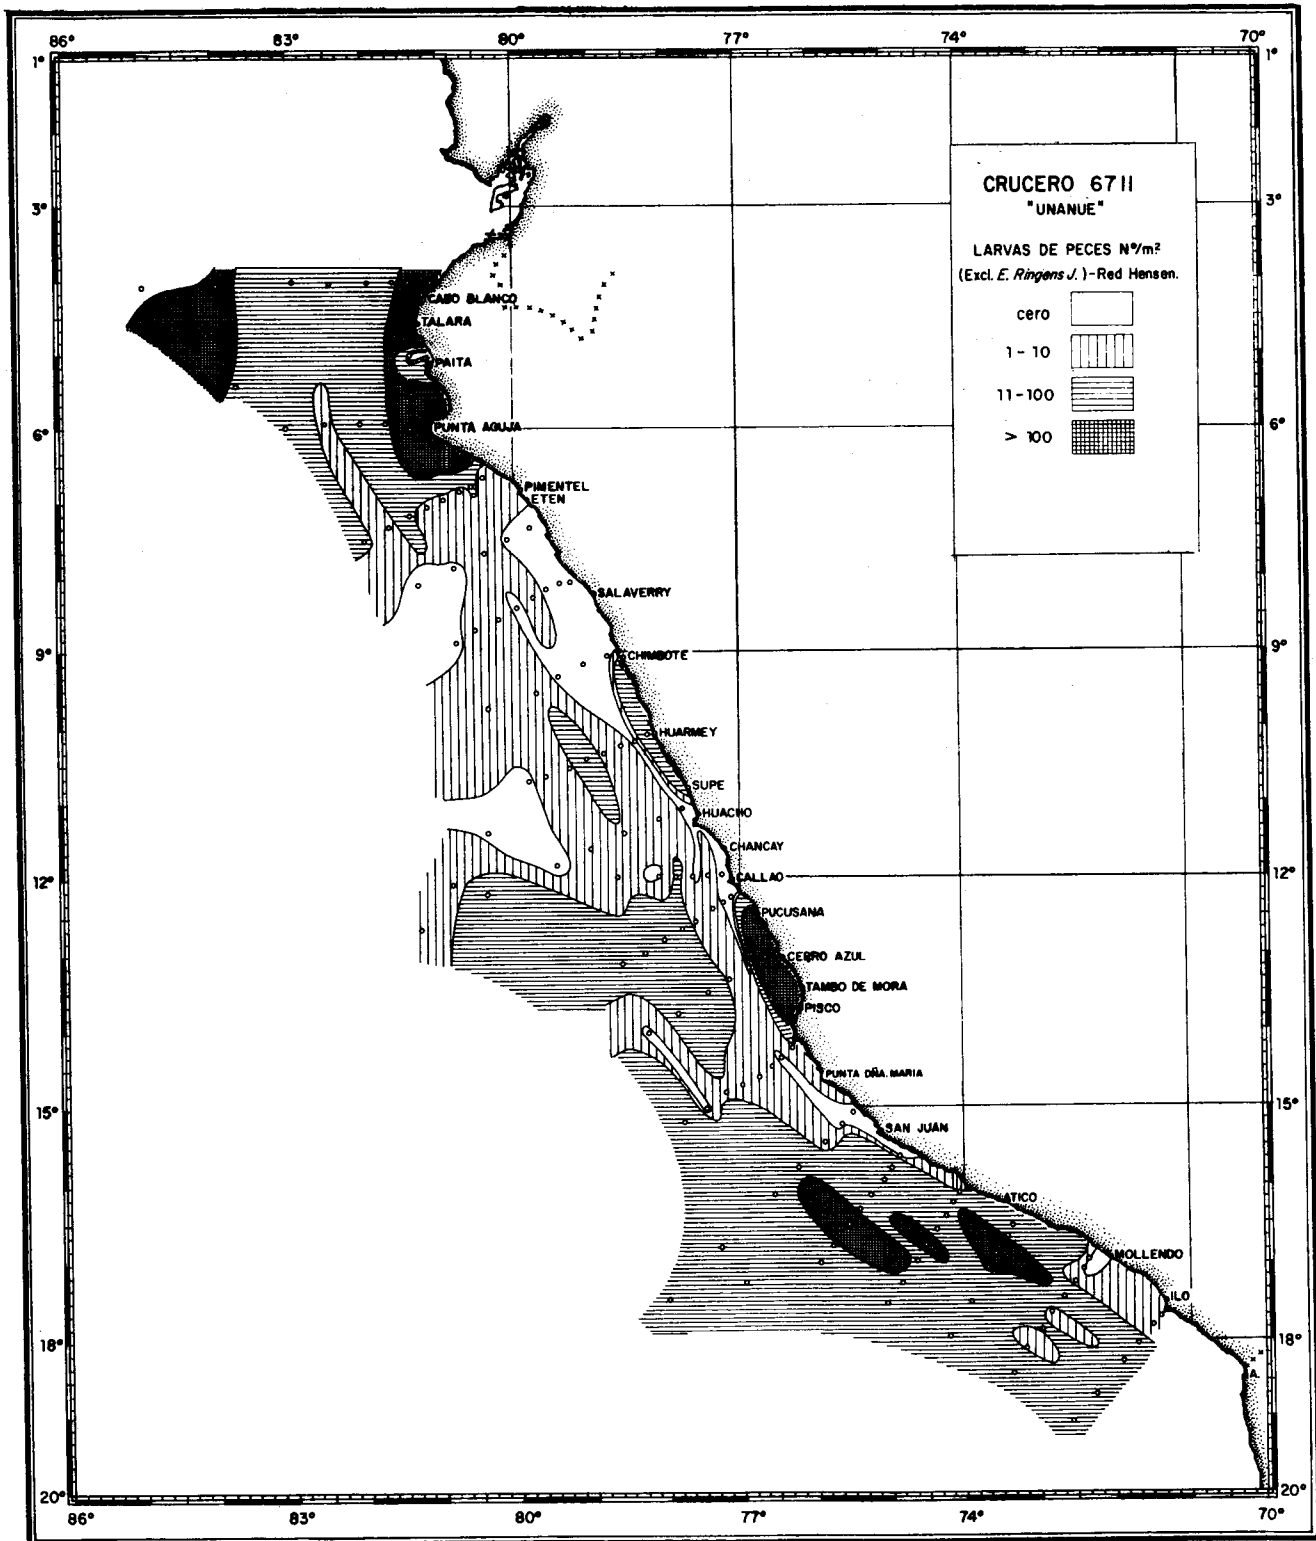 86° 83° 80° 77° 74° 70°
1° 1°
3° 3°
CRUCERO 6711
"UNANUE"
LARVAS DE PECES Nº/m²
(Excl. E. Ringens J.)-Red Hensen.
cero
1 - 10
11-100
> 100
CABO BLANCO
TALARA
PAITA
PUNTA AGUJA
6° 6°
PIMENTEL
ETEN
SALAVERRY
9° CHIMBOTE 9°
HUARMEY
SUPE
HUACHO
CHANCAY
12° CALLAO 12°
PUCUSANA
CERRO AZUL
TAMBO DE MORA
PISCO
PUNTA DÑA. MARIA
15° 15°
SAN JUAN
ATICO
MOLLENDO
ILO
18° 18°
A.
20° 20°
86° 83° 80° 77° 74° 70°